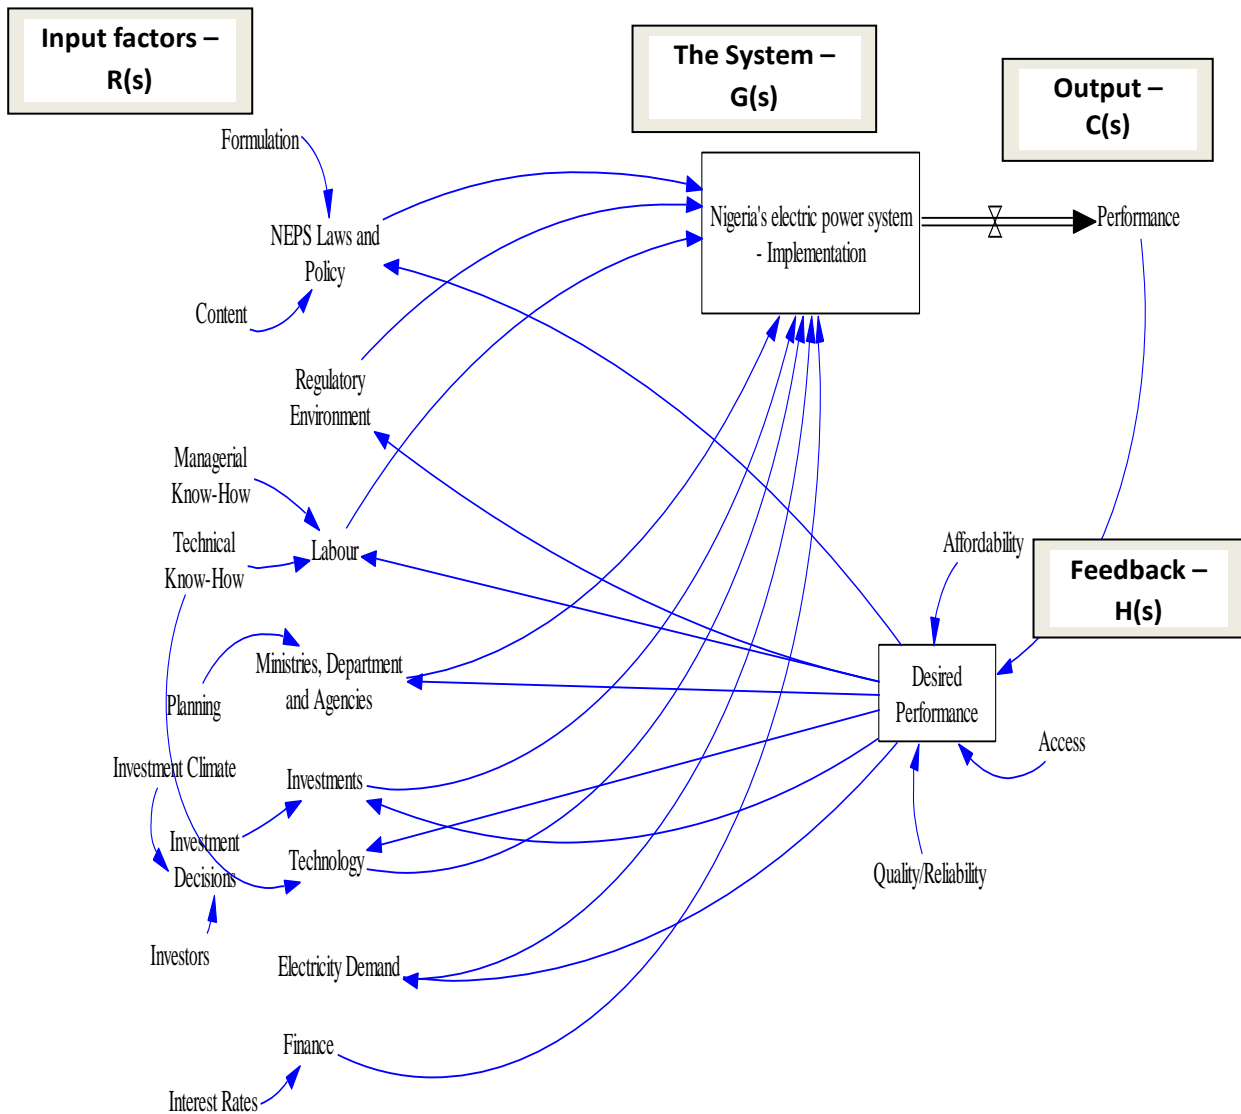 Input factors –
R(s)
The System –
G(s)
Output –
C(s)
Formulation
NEPS Laws and
Policy
Content
Nigeria's electric power system
- Implementation
Performance
Regulatory
Environment
Managerial
Know-How
Technical
Know-How
Labour
Affordability
Feedback –
H(s)
Ministries, Department
and Agencies
Planning
Desired
Performance
Access
Investment Climate
Investments
Investment
Decisions
Technology
Quality/Reliability
Investors
Electricity Demand
Finance
Interest Rates